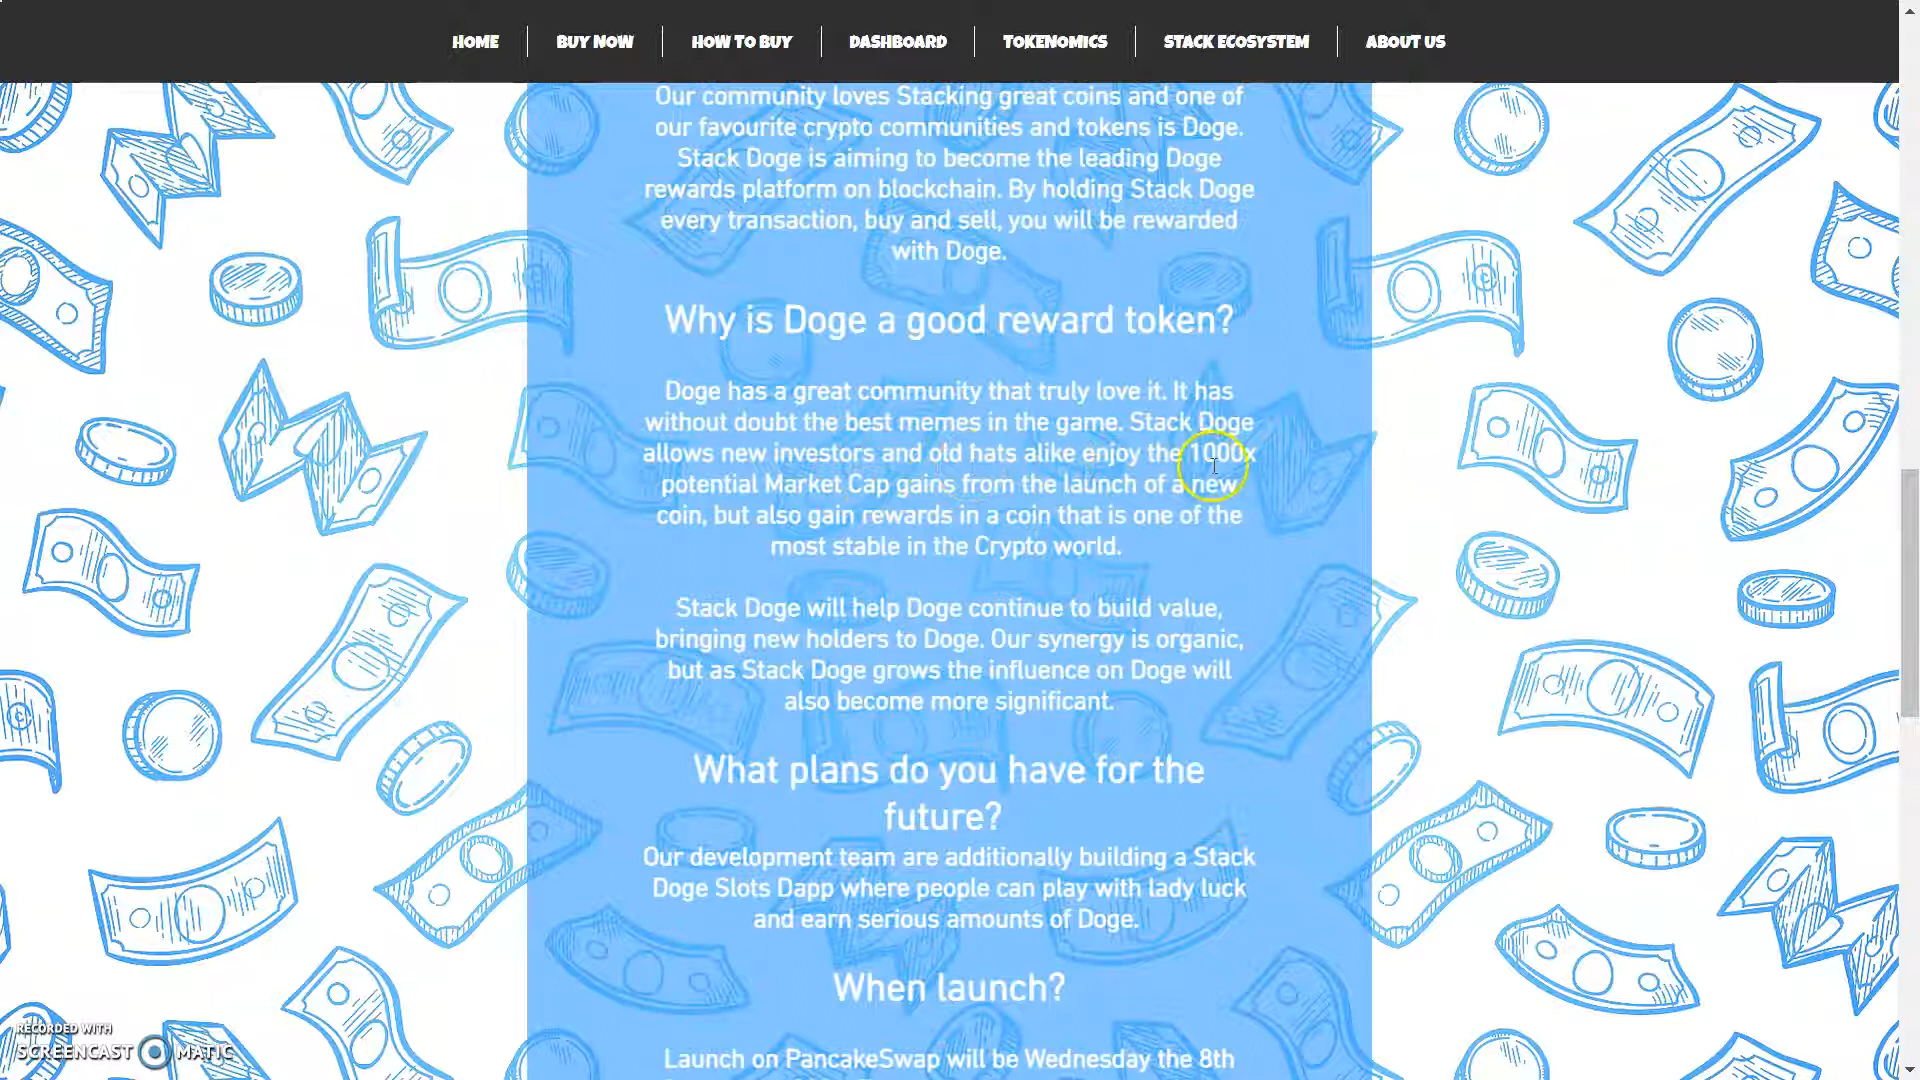 HOME
BUY NOW
HOW TO BUY
DASHBOARD
TOKENOMICS
STACK ECOSYSTEM
ABOUT US
Our community loves Stacking great coins and one of
our favourite crypto communities and tokens is Doge.
Stack Doge is aiming to become the leading Doge
rewards platform on blockchain. By holding Stack Doge
every transaction, buy and sell, you will be rewarded
with Doge.
Why is Doge a good reward token?
Doge has a great community that truly love it. It has
without doubt the best memes in the game. Stack Doge
allows new investors and old hats alike enjoy the 1000x
potential Market Cap gains from the launch of a new
coin, but also gain rewards in a coin that is one of the
most stable in the Crypto world.
Stack Doge will help Doge continue to build value,
bringing new holders to Doge. Our synergy is organic,
but as Stack Doge grows the influence on Doge will
also become more significant.
What plans do you have for the
future?
Our development team are additionally building a Stack
Doge Slots Dapp where people can play with lady luck
and earn serious amounts of Doge.
When launch?
Launch on PancakeSwap will be Wednesday the 8th
RECORDED WITH
SCREENCAST MATIC